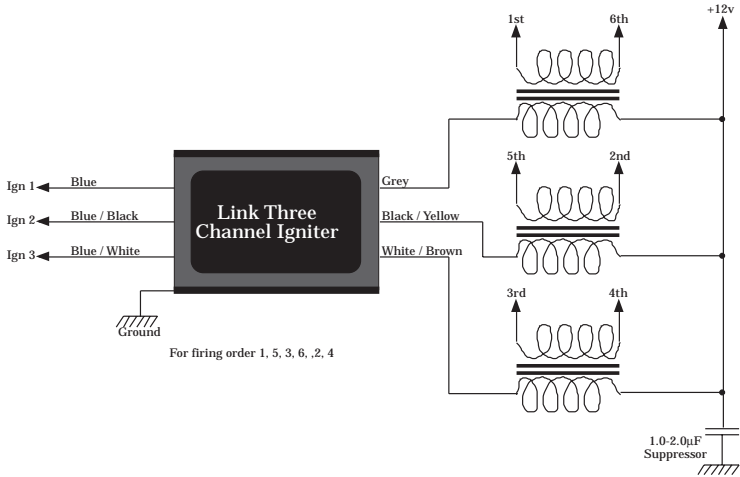 1st
6th
+12v
Ign 1
Blue
Grey
5th
2nd
Ign 2
Blue / Black
Link Three
Channel Igniter
Black / Yellow
Ign 3
Blue / White
White / Brown
3rd
4th
Ground
For firing order 1, 5, 3, 6, ,2, 4
1.0-2.0µF
Suppressor